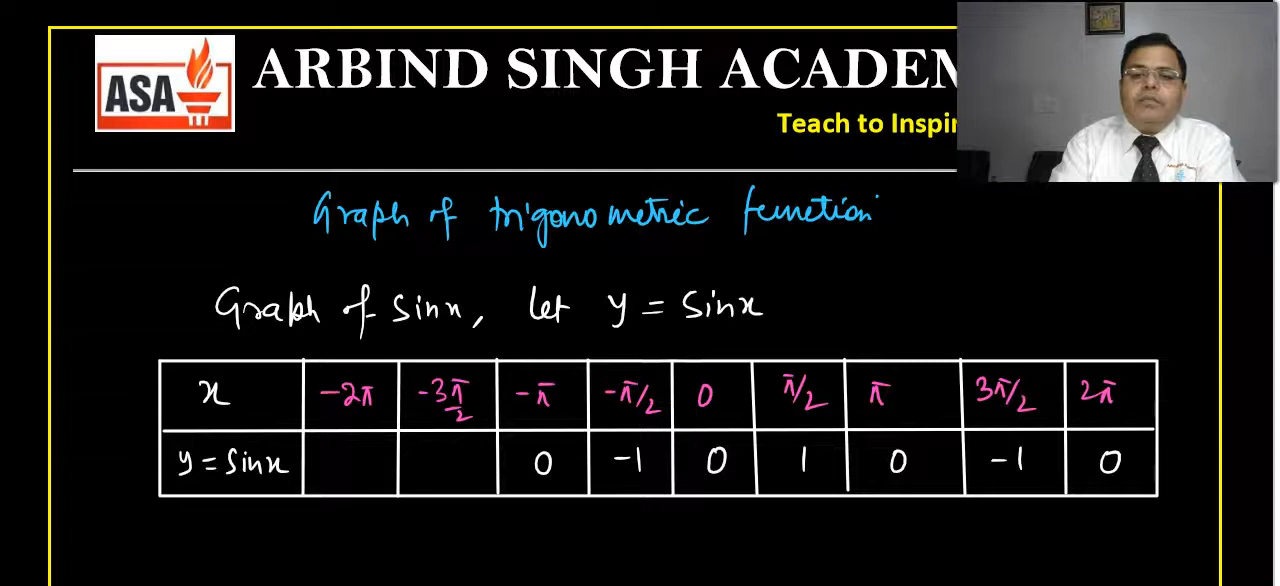 ASA
ARBIND SINGH ACADEM
Teach to Inspir
Graph of trigonometric function
Graph of sinx, let y = sinx
x -2π -3π/2 -π -π/2 0 π/2 π 3π/2 2π
y = sinx 0 -1 0 1 0 -1 0